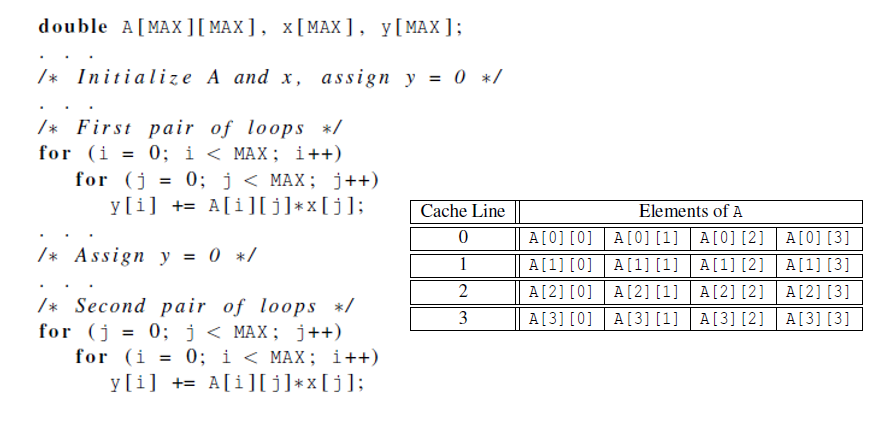 double A[MAX][MAX], x[MAX], y[MAX];
. . .
/* Initialize A and x, assign y = 0 */
. . .
/* First pair of loops */
for (i = 0; i < MAX; i++)
for (j = 0; j < MAX; j++)
y[i] += A[i][j]*x[j];
. . .
/* Assign y = 0 */
. . .
/* Second pair of loops */
for (j = 0; j < MAX; j++)
for (i = 0; i < MAX; i++)
y[i] += A[i][j]*x[j];
Cache Line Elements of A
0 A[0][0] A[0][1] A[0][2] A[0][3]
1 A[1][0] A[1][1] A[1][2] A[1][3]
2 A[2][0] A[2][1] A[2][2] A[2][3]
3 A[3][0] A[3][1] A[3][2] A[3][3]